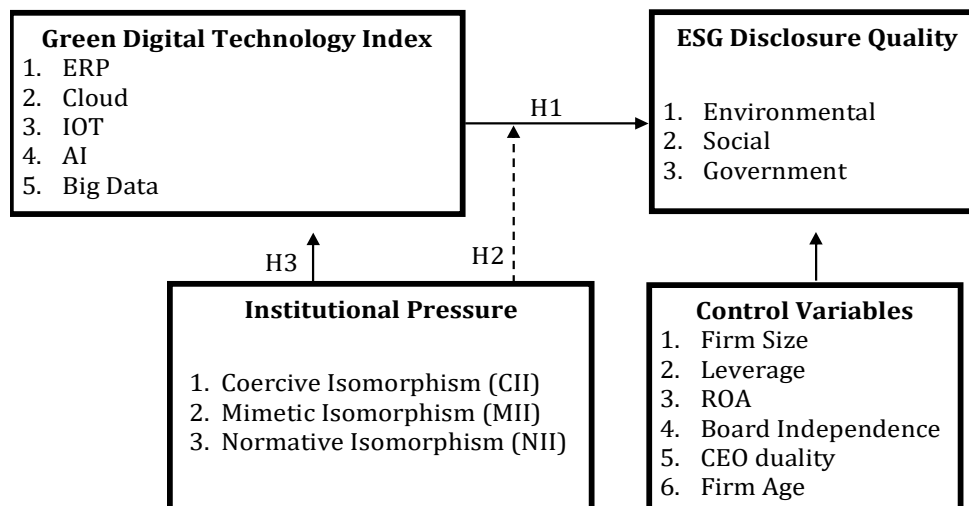 Green Digital Technology Index
1. ERP
2. Cloud
3. IOT
4. AI
5. Big Data
H1
ESG Disclosure Quality
1. Environmental
2. Social
3. Government
H3
H2
Institutional Pressure
1. Coercive Isomorphism (CII)
2. Mimetic Isomorphism (MII)
3. Normative Isomorphism (NII)
Control Variables
1. Firm Size
2. Leverage
3. ROA
4. Board Independence
5. CEO duality
6. Firm Age